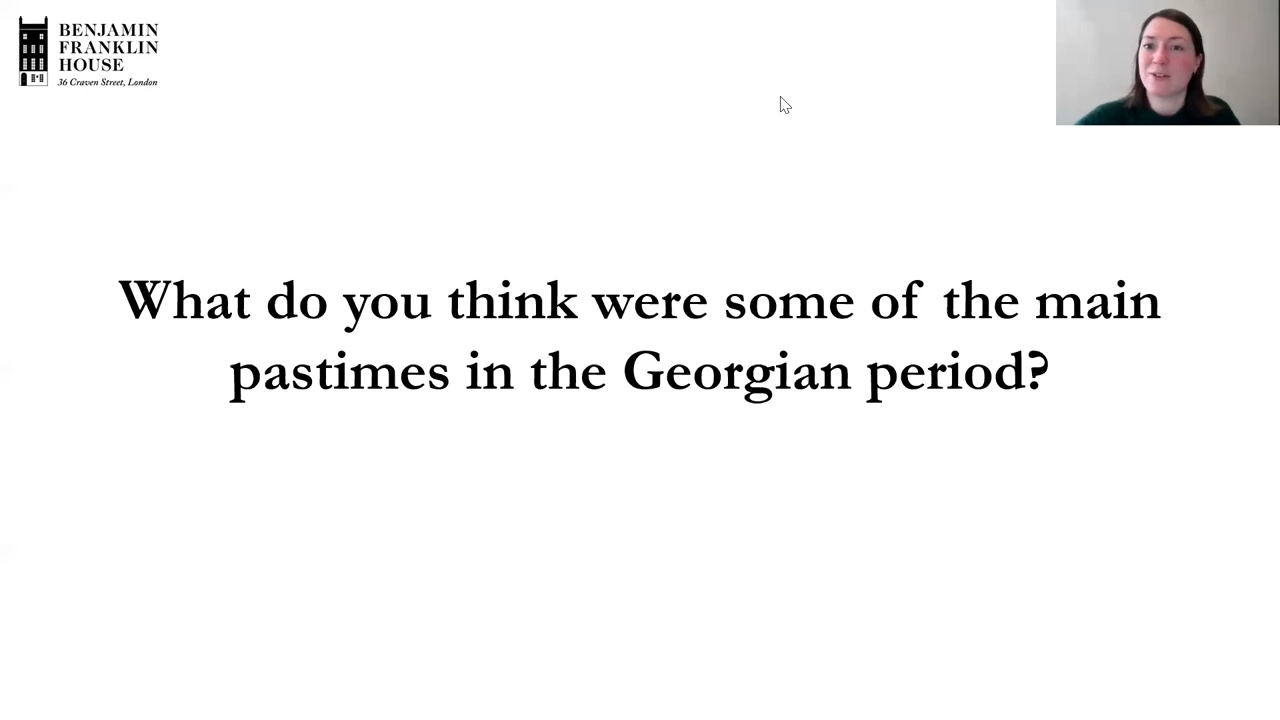 BENJAMIN
FRANKLIN
HOUSE
36 Craven Street, London
What do you think were some of the main
pastimes in the Georgian period?